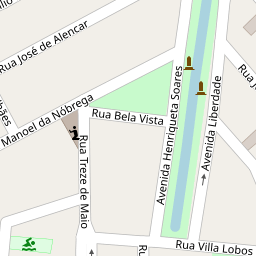 Rua José de Alencar
Manoel da Nóbrega
Rua Bela Vista
Avenida Henriqueta Soares
Avenida Liberdade
Rua Treze de Maio
Rua Villa Lobos